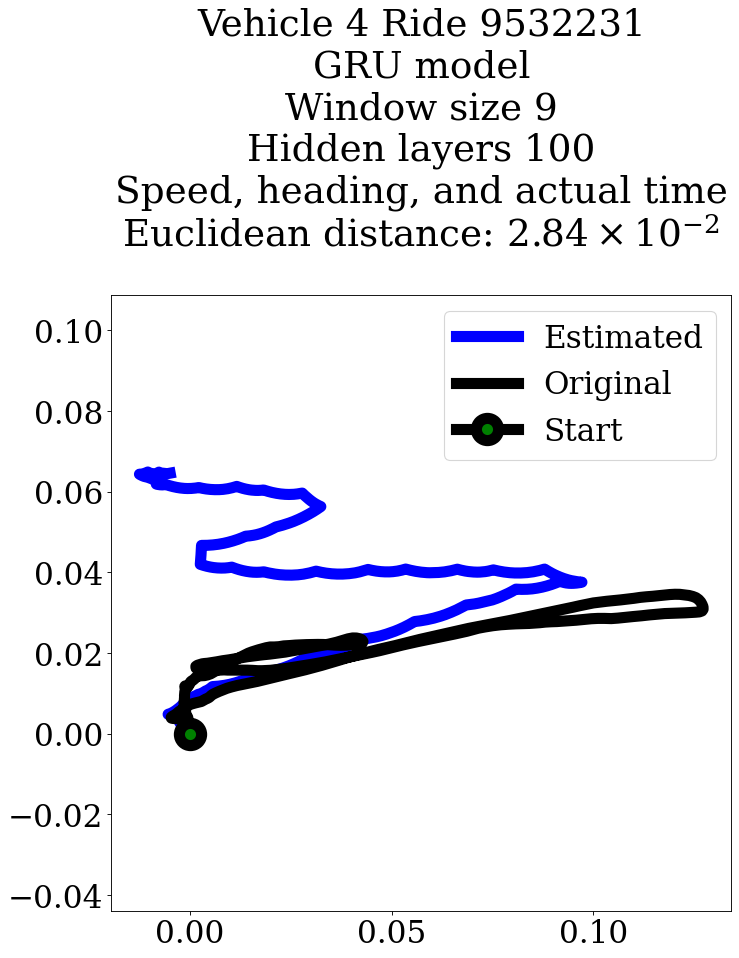 Vehicle 4 Ride 9532231
GRU model
Window size 9
Hidden layers 100
Speed, heading, and actual time
Euclidean distance: 2.84 × 10⁻²
Estimated
Original
Start
0.10
0.08
0.06
0.04
0.02
0.00
−0.02
−0.04
0.00 0.05 0.10